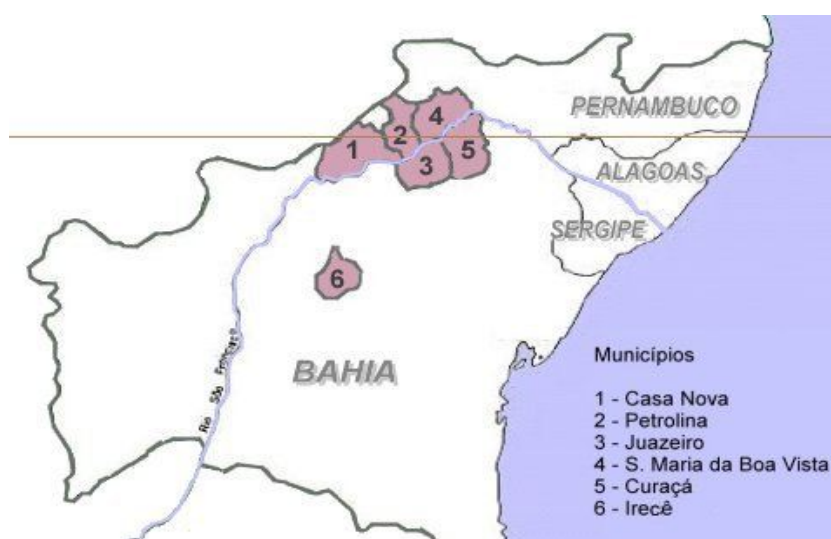 PERNAMBUCO
ALAGOAS
SERGIPE
BAHIA
Rio São Francisco
1
2
3
4
5
6
Municípios
1 - Casa Nova
2 - Petrolina
3 - Juazeiro
4 - S. Maria da Boa Vista
5 - Curaçá
6 - Irecê